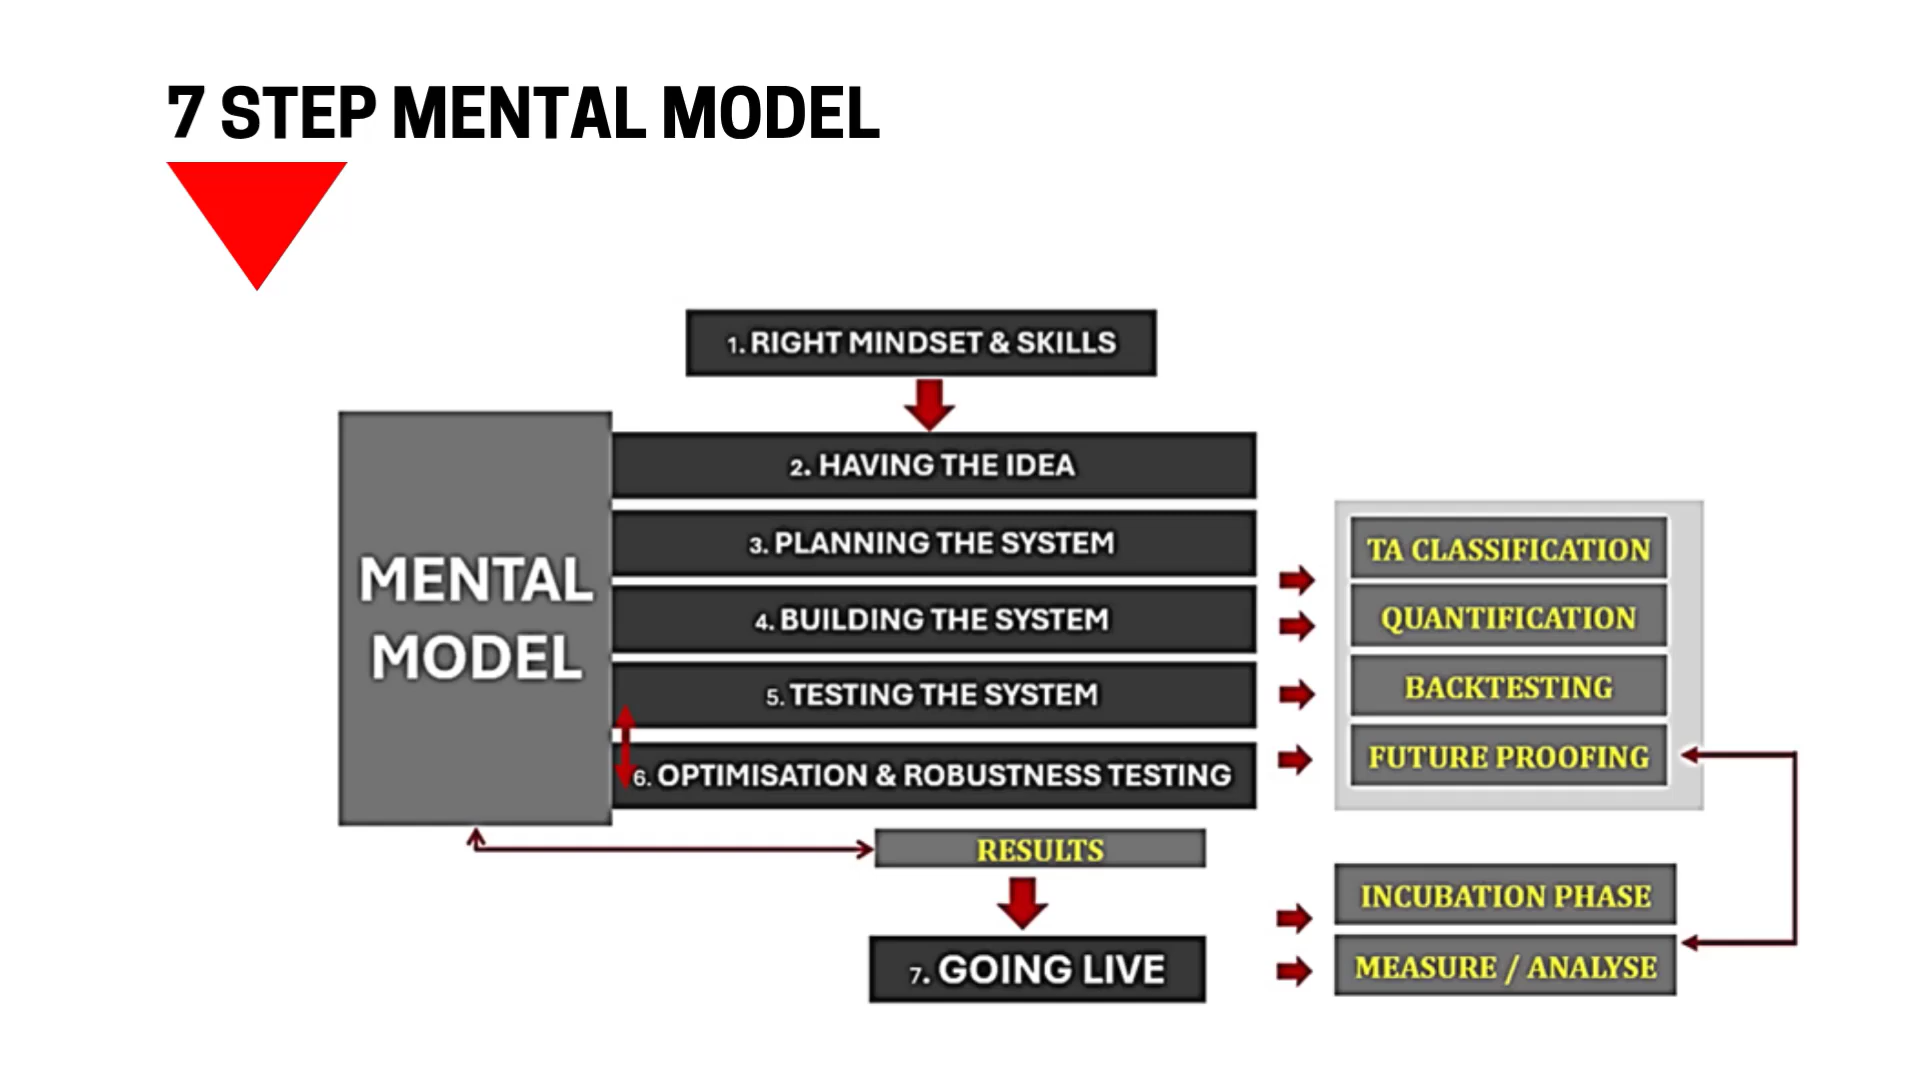 7 STEP MENTAL MODEL
1. RIGHT MINDSET & SKILLS
MENTAL
MODEL
2. HAVING THE IDEA
3. PLANNING THE SYSTEM
4. BUILDING THE SYSTEM
5. TESTING THE SYSTEM
6. OPTIMISATION & ROBUSTNESS TESTING
TA CLASSIFICATION
QUANTIFICATION
BACKTESTING
FUTURE PROOFING
RESULTS
7. GOING LIVE
INCUBATION PHASE
MEASURE / ANALYSE